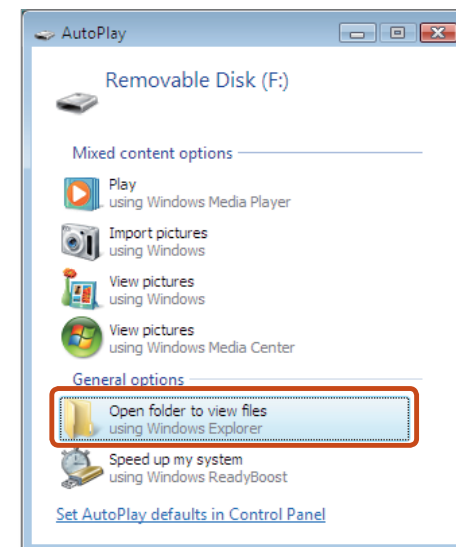 AutoPlay
Removable Disk (F:)
Mixed content options
Play
using Windows Media Player
Import pictures
using Windows
View pictures
using Windows
View pictures
using Windows Media Center
General options
Open folder to view files
using Windows Explorer
Speed up my system
using Windows ReadyBoost
Set AutoPlay defaults in Control Panel